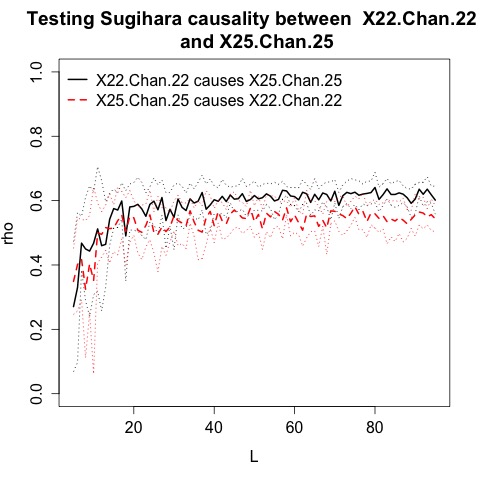 Testing Sugihara causality between  X22.Chan.22
and X25.Chan.25
X22.Chan.22 causes X25.Chan.25
X25.Chan.25 causes X22.Chan.22
1.0
0.8
0.6
0.4
0.2
0.0
rho
20 40 60 80
L